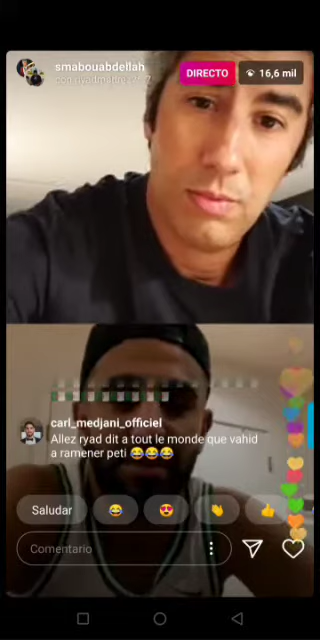 smabouabdellah
DIRECTO
16,6 mil
carl_medjani_officiel
Allez ryad dit a tout le monde que vahid
a ramener peti 😂😂😂
Saludar
Comentario